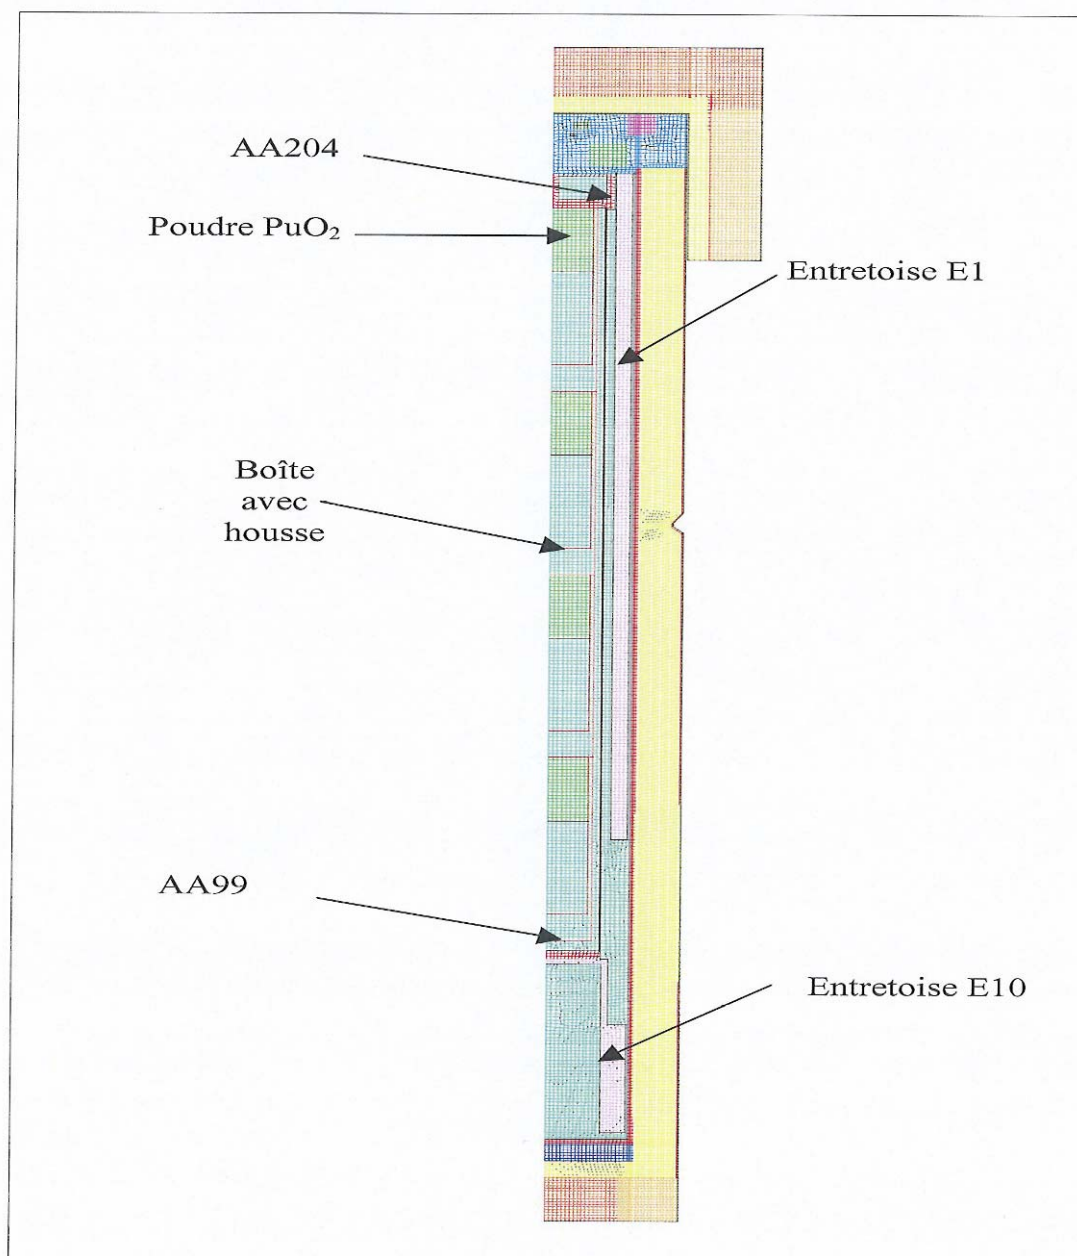 AA204
Poudre PuO₂
Entretoise E1
Boîte
avec
housse
AA99
Entretoise E10